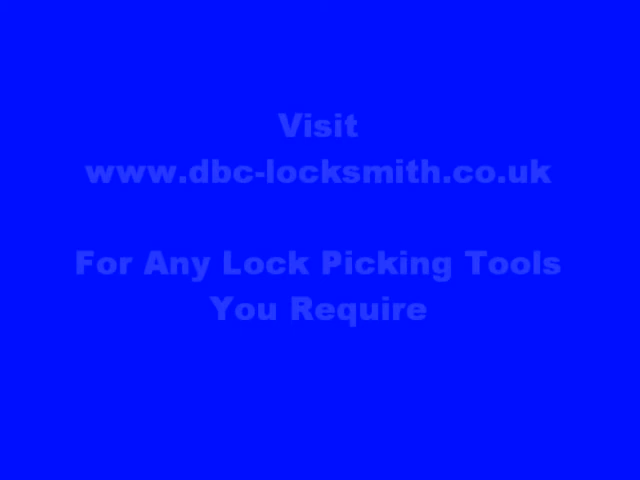 Visit
www.dbc-locksmith.co.uk
For Any Lock Picking Tools
You Require